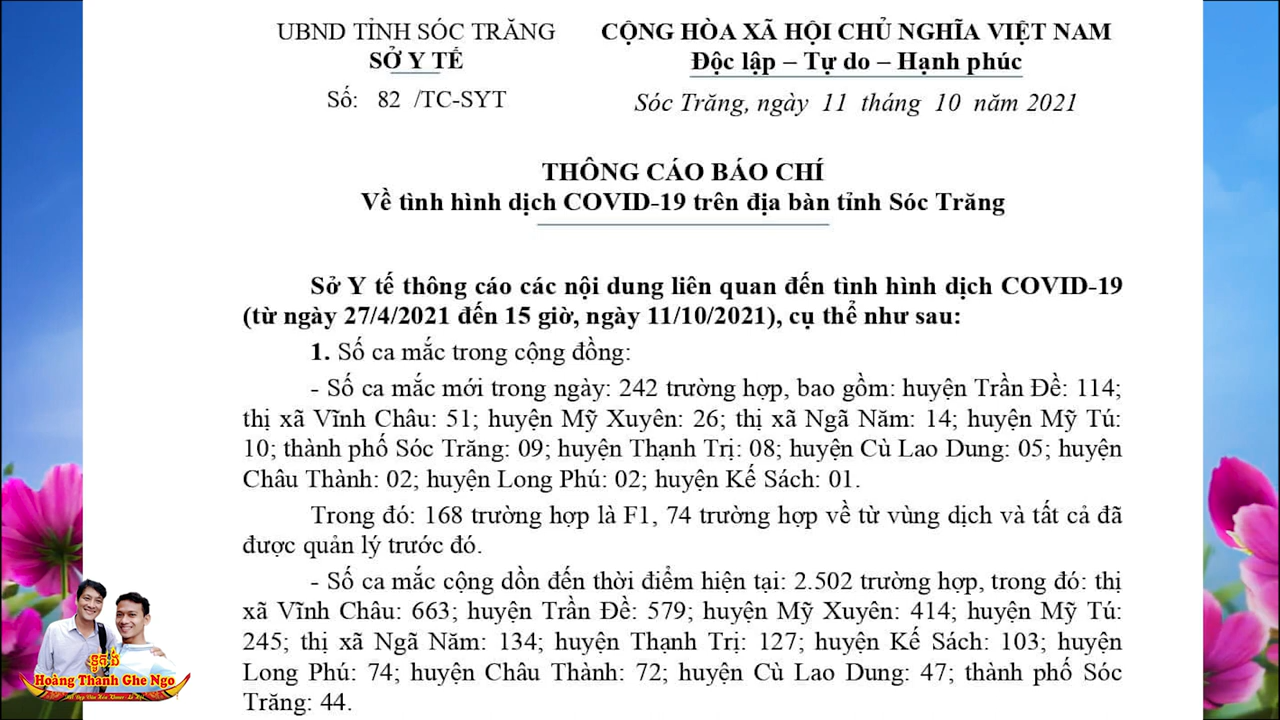 UBND TỈNH SÓC TRĂNG
SỞ Y TẾ
Số: 82 /TC-SYT
CỘNG HÒA XÃ HỘI CHỦ NGHĨA VIỆT NAM
Độc lập – Tự do – Hạnh phúc
Sóc Trăng, ngày 11 tháng 10 năm 2021
THÔNG CÁO BÁO CHÍ
Về tình hình dịch COVID-19 trên địa bàn tỉnh Sóc Trăng
Sở Y tế thông cáo các nội dung liên quan đến tình hình dịch COVID-19
(từ ngày 27/4/2021 đến 15 giờ, ngày 11/10/2021), cụ thể như sau:
1. Số ca mắc trong cộng đồng:
- Số ca mắc mới trong ngày: 242 trường hợp, bao gồm: huyện Trần Đề: 114;
thị xã Vĩnh Châu: 51; huyện Mỹ Xuyên: 26; thị xã Ngã Năm: 14; huyện Mỹ Tú:
10; thành phố Sóc Trăng: 09; huyện Thạnh Trị: 08; huyện Cù Lao Dung: 05; huyện
Châu Thành: 02; huyện Long Phú: 02; huyện Kế Sách: 01.
Trong đó: 168 trường hợp là F1, 74 trường hợp về từ vùng dịch và tất cả đã
được quản lý trước đó.
- Số ca mắc cộng dồn đến thời điểm hiện tại: 2.502 trường hợp, trong đó: thị
xã Vĩnh Châu: 663; huyện Trần Đề: 579; huyện Mỹ Xuyên: 414; huyện Mỹ Tú:
245; thị xã Ngã Năm: 134; huyện Thạnh Trị: 127; huyện Kế Sách: 103; huyện
Long Phú: 74; huyện Châu Thành: 72; huyện Cù Lao Dung: 47; thành phố Sóc
Trăng: 44.
Hoàng Thanh Ghe Ngo